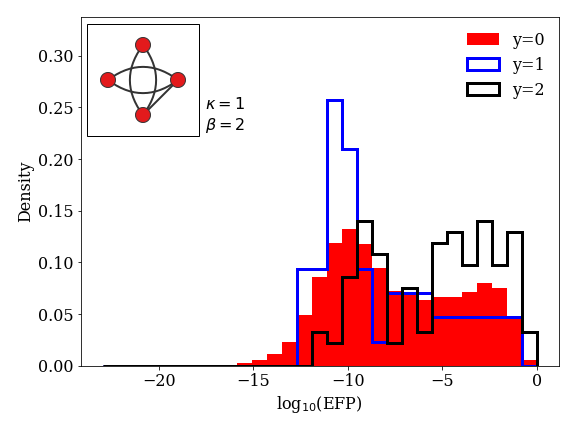 κ = 1
β = 2
y=0
y=1
y=2
Density
0.30
0.25
0.20
0.15
0.10
0.05
0.00
−20
−15
−10
−5
0
log₁₀(EFP)